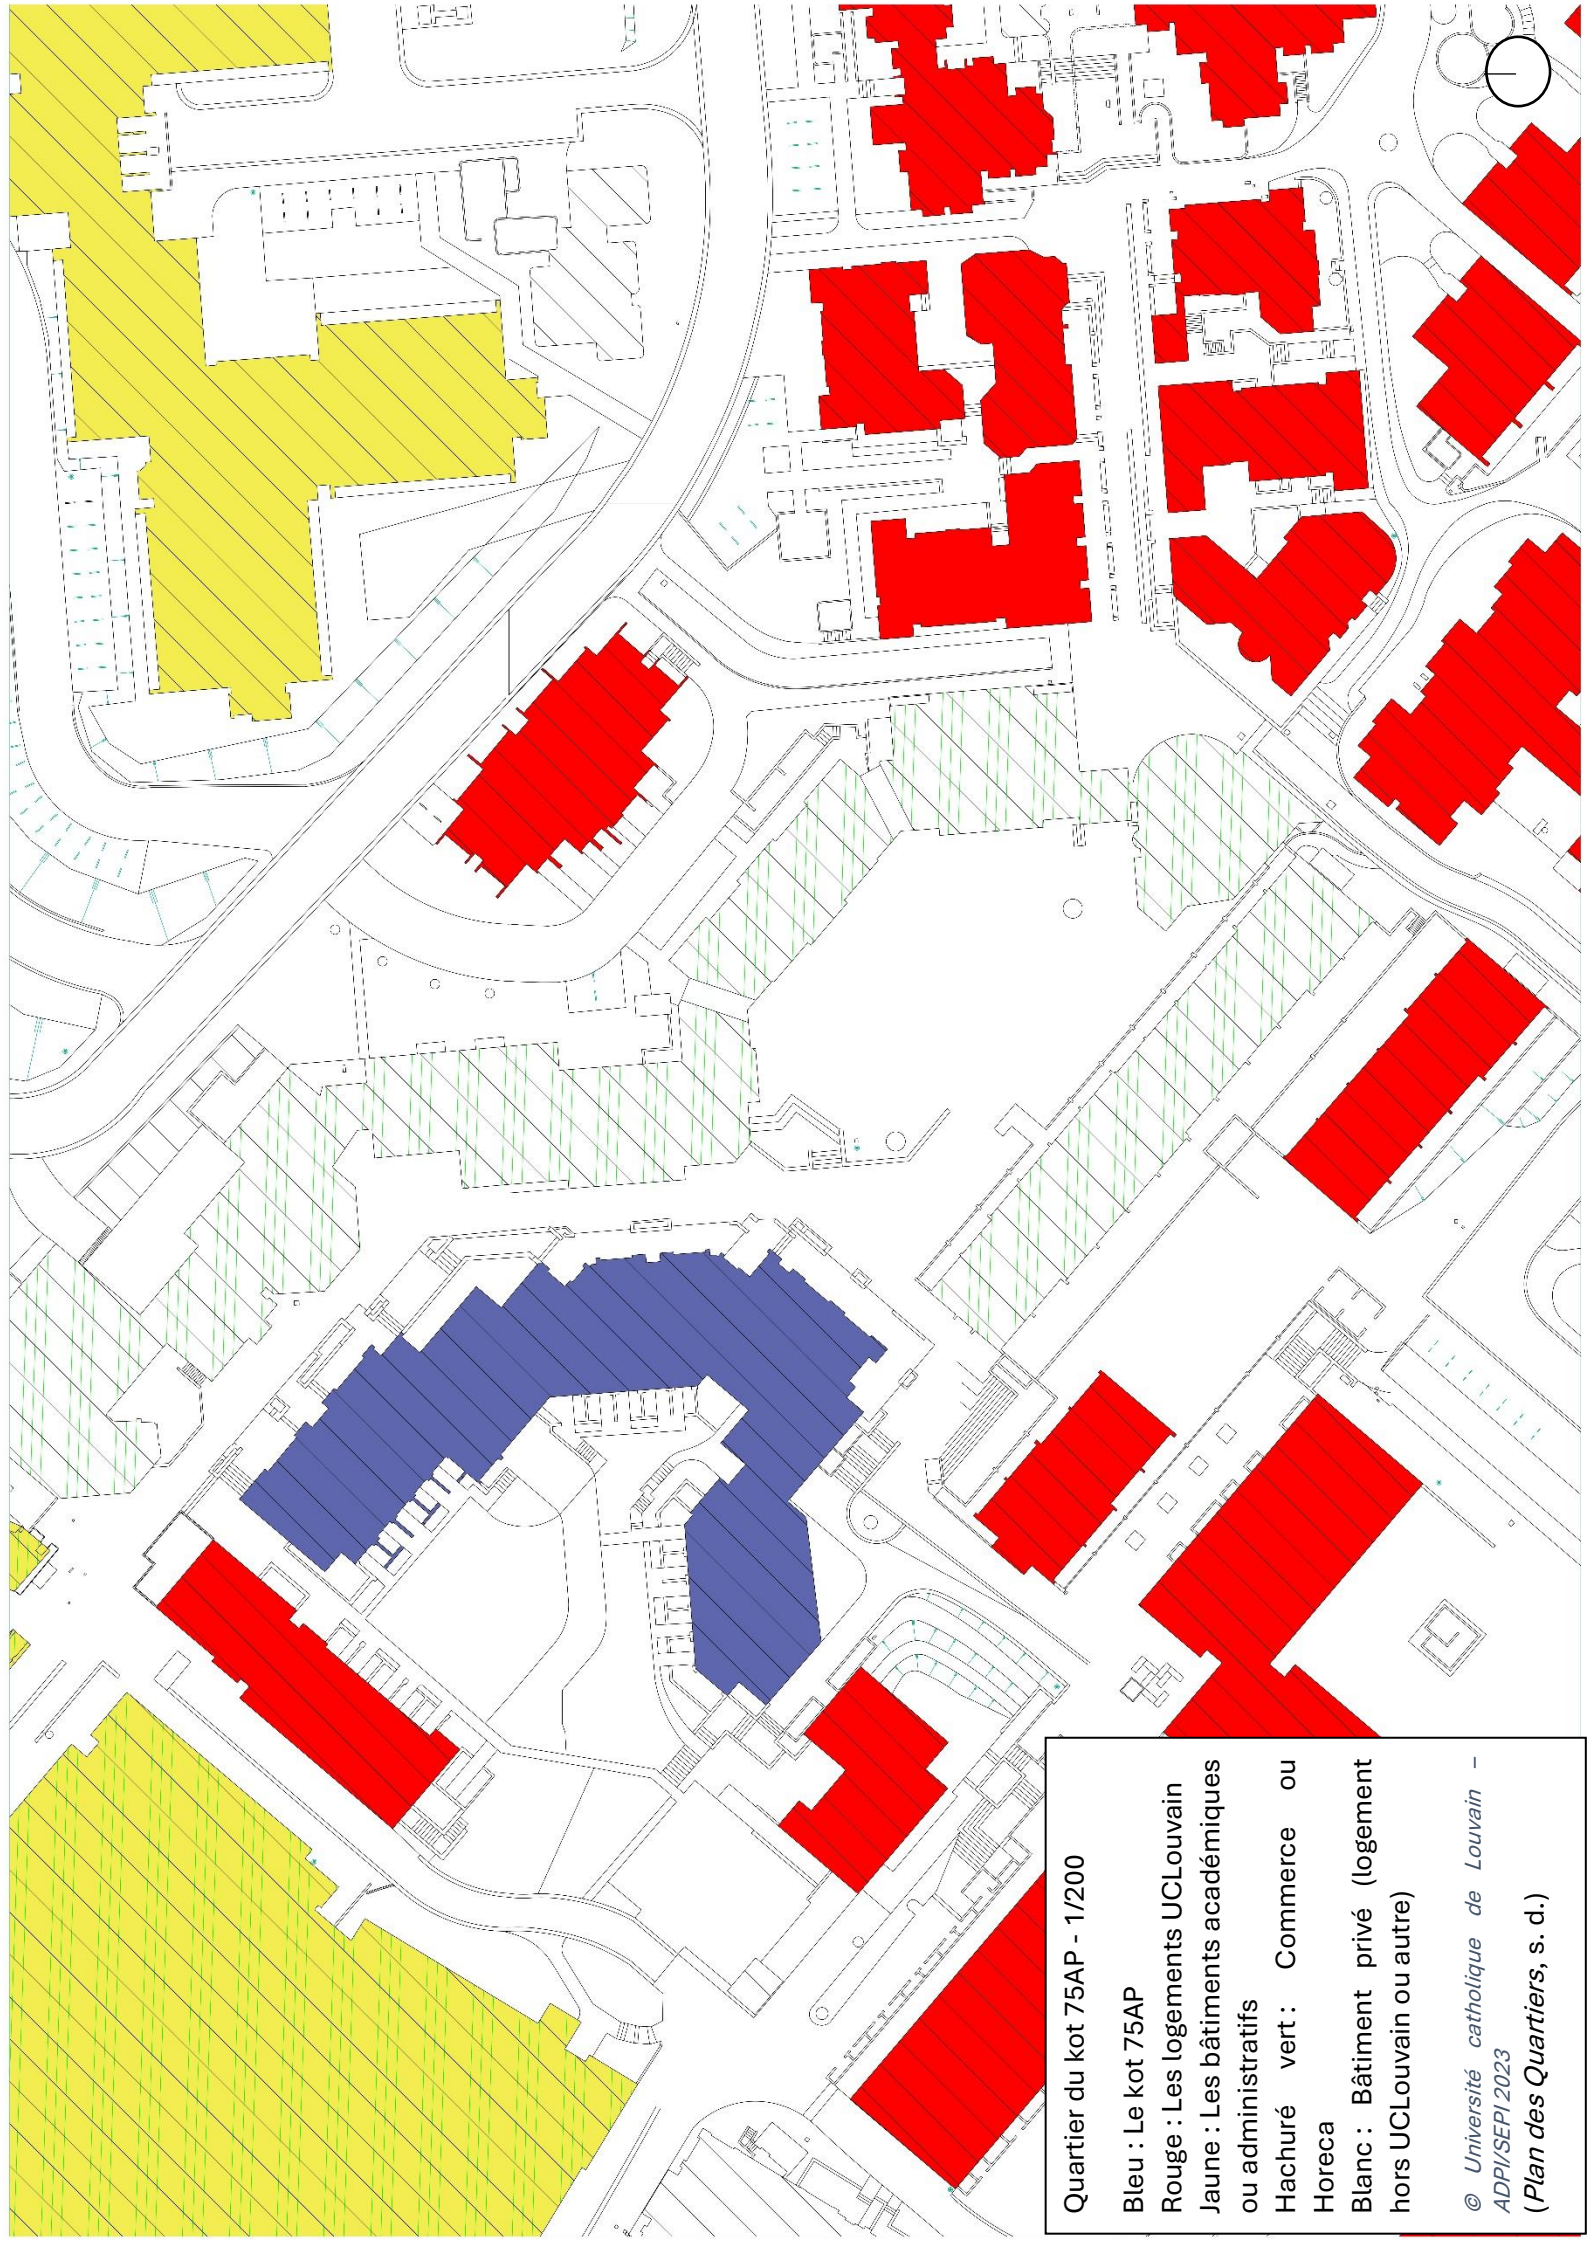 Quartier du kot 75AP - 1/200
Bleu : Le kot 75AP
Rouge : Les logements UCLouvain
Jaune : Les bâtiments académiques
ou administratifs
Hachuré vert : Commerce ou
Horeca
Blanc : Bâtiment privé (logement
hors UCLouvain ou autre)
© Université catholique de Louvain –
ADPI/SEPI 2023
(Plan des Quartiers, s. d.)